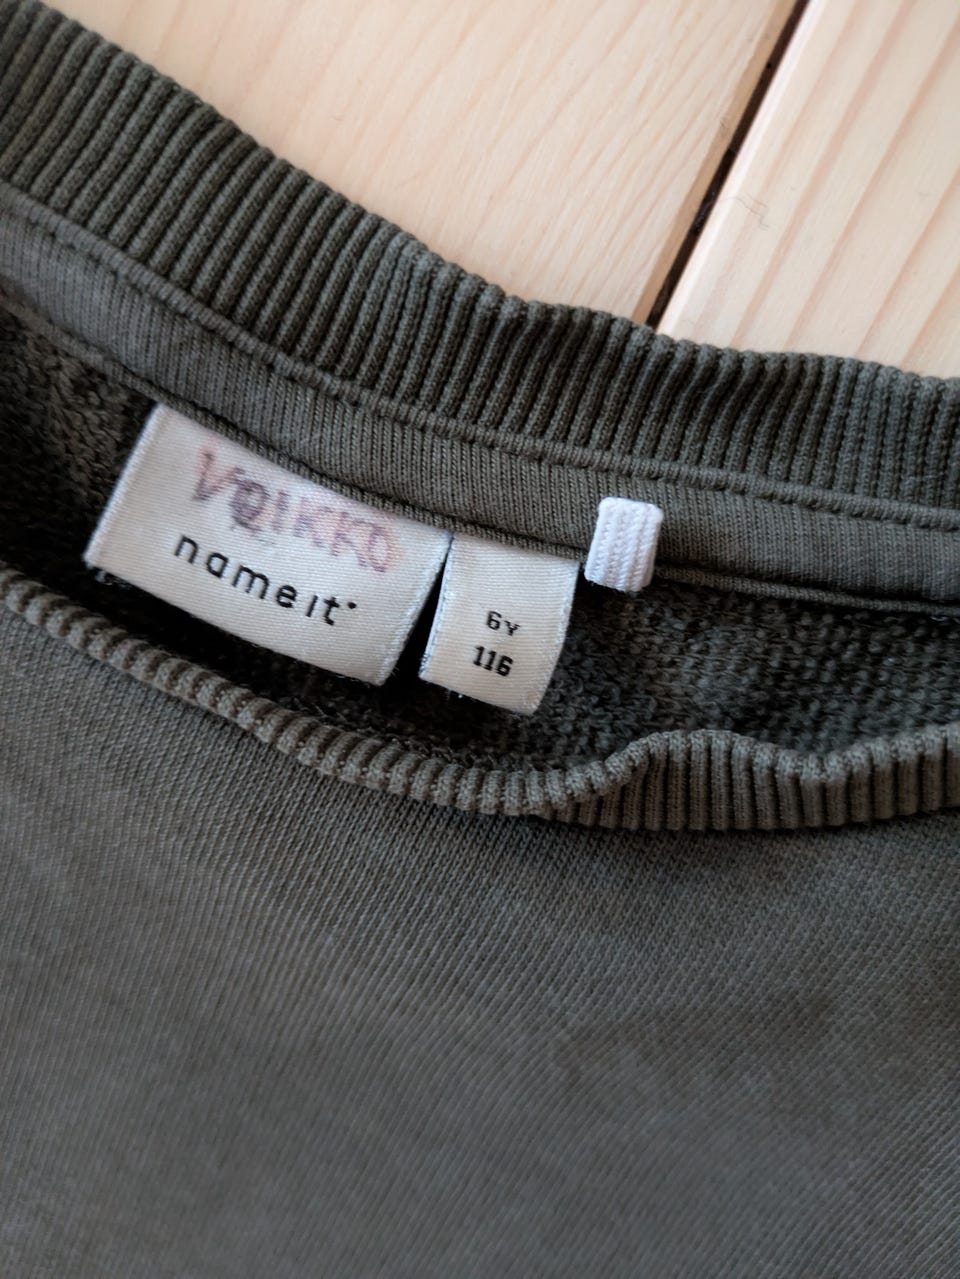 VEIKKO
name it
6Y
116